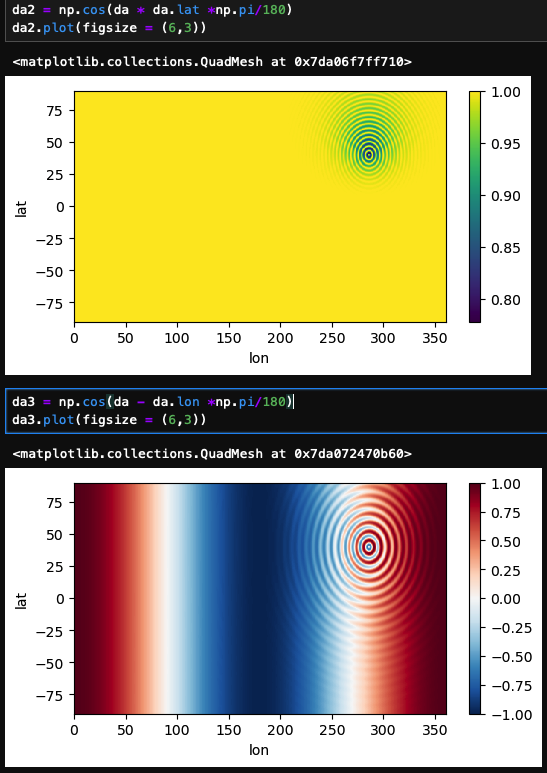 da2 = np.cos(da * da.lat *np.pi/180)
da2.plot(figsize = (6,3))
<matplotlib.collections.QuadMesh at 0x7da06f7ff710>
75
50
25
0
−25
−50
−75
lat
0 50 100 150 200 250 300 350
lon
1.00
0.95
0.90
0.85
0.80
da3 = np.cos(da - da.lon *np.pi/180)
da3.plot(figsize = (6,3))
<matplotlib.collections.QuadMesh at 0x7da072470b60>
75
50
25
0
−25
−50
−75
lat
0 50 100 150 200 250 300 350
lon
1.00
0.75
0.50
0.25
0.00
−0.25
−0.50
−0.75
−1.00